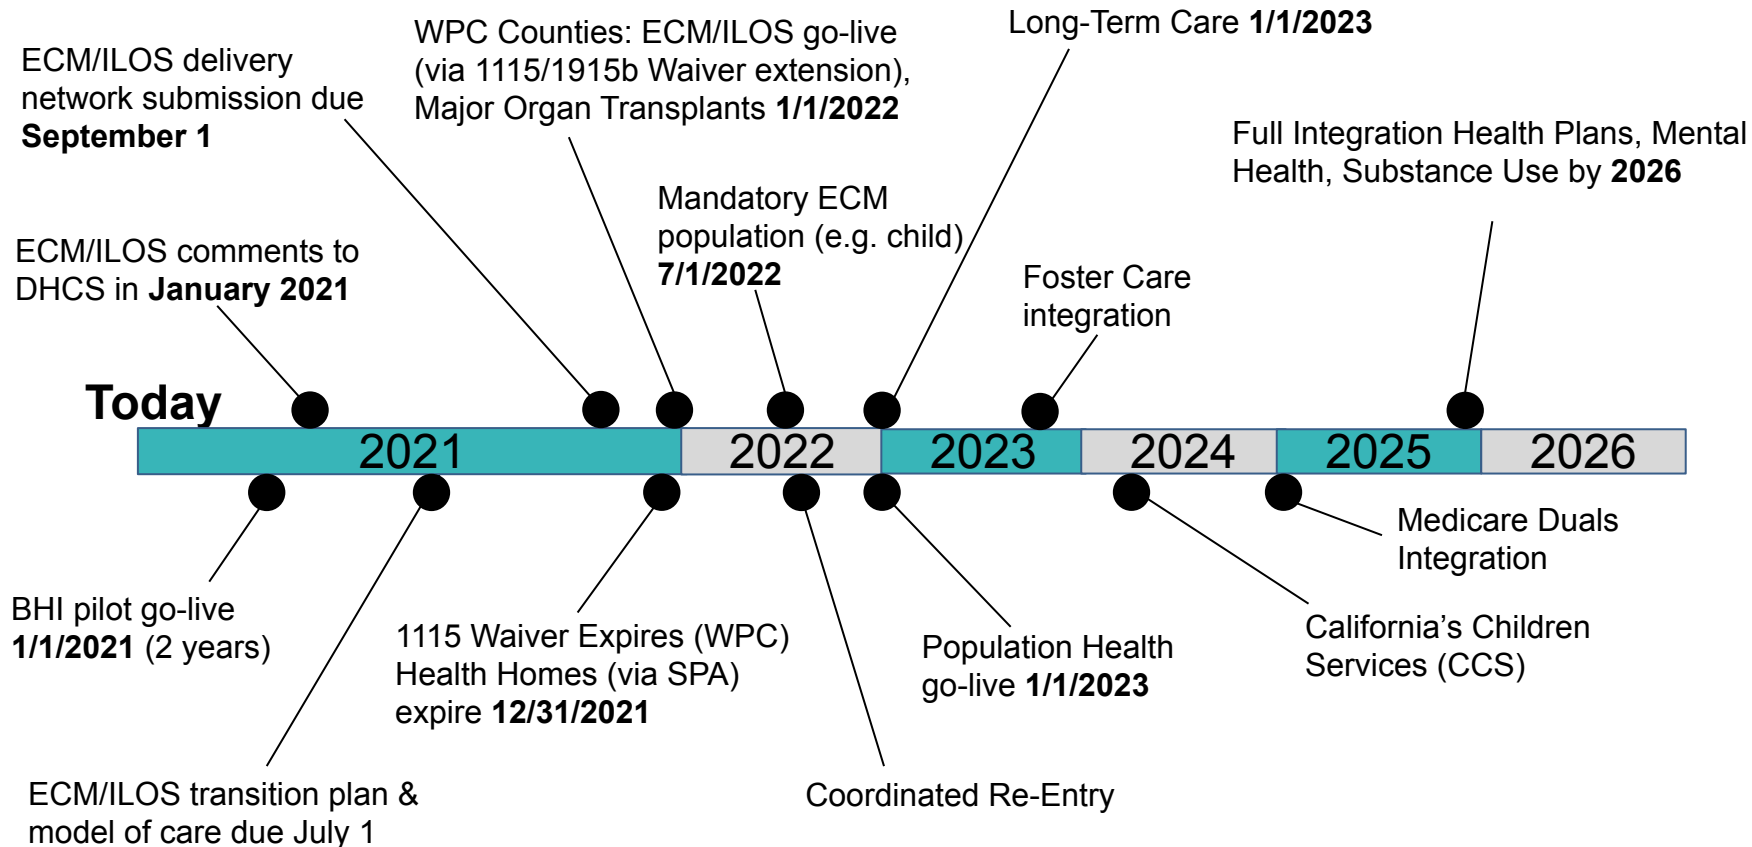 ECM/ILOS delivery
network submission due
September 1
WPC Counties: ECM/ILOS go-live
(via 1115/1915b Waiver extension),
Major Organ Transplants 1/1/2022
Long-Term Care 1/1/2023
Full Integration Health Plans, Mental
Health, Substance Use by 2026
ECM/ILOS comments to
DHCS in January 2021
Mandatory ECM
population (e.g. child)
7/1/2022
Foster Care
integration
Today
2021 2022 2023 2024 2025 2026
BHI pilot go-live
1/1/2021 (2 years)
1115 Waiver Expires (WPC)
Health Homes (via SPA)
expire 12/31/2021
Population Health
go-live 1/1/2023
Medicare Duals
Integration
California’s Children
Services (CCS)
ECM/ILOS transition plan &
model of care due July 1
Coordinated Re-Entry